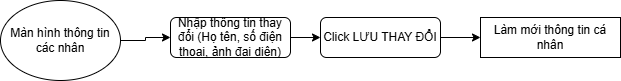 Màn hình thông tin
các nhân
Nhập thông tin thay
đổi (Họ tên, số điện
thoại, ảnh đại diện)
Click LƯU THAY ĐỔI
Làm mới thông tin cá
nhân